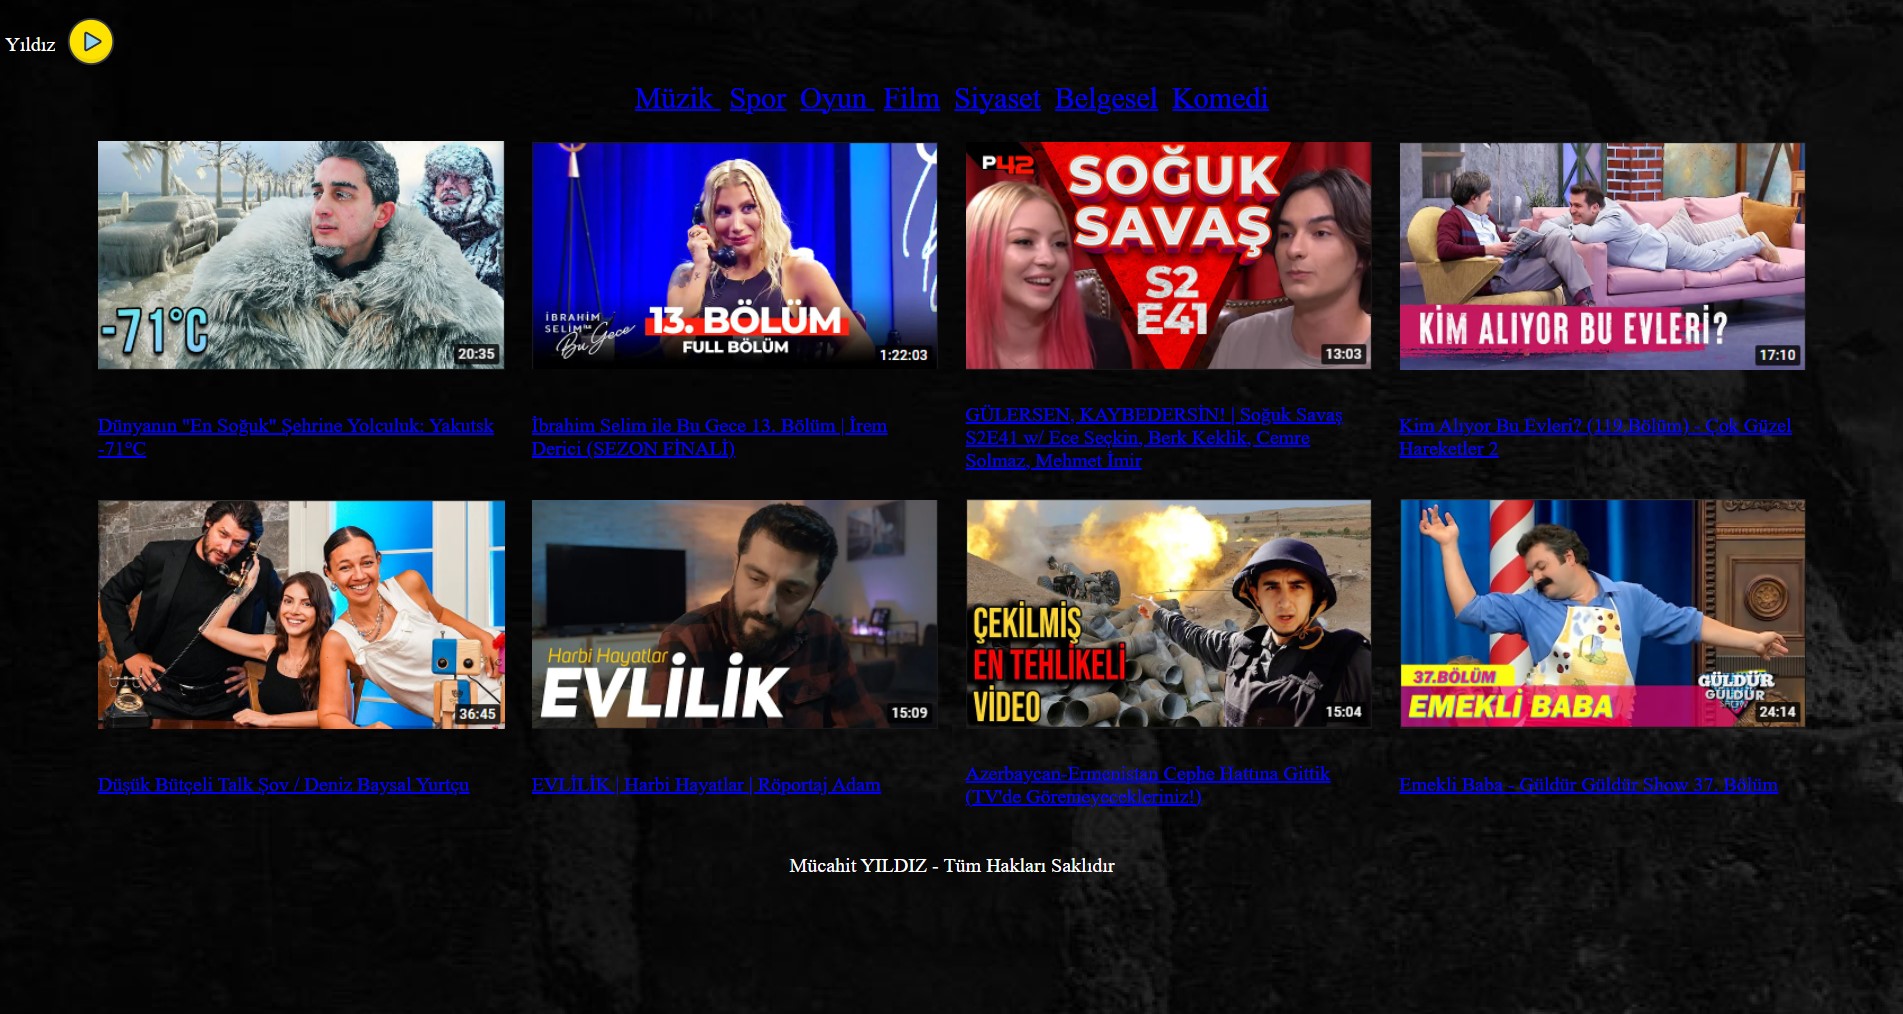 Yıldız
Müzik Spor Oyun Film Siyaset Belgesel Komedi
-71°C
20:35
İBRAHİM
SELİM ile
Bu Gece
13. BÖLÜM
FULL BÖLÜM
1:22:03
P42
SOĞUK
SAVAŞ
S2
E41
13:03
KİM ALIYOR BU EVLERİ?
17:10
Dünyanın "En Soğuk" Şehrine Yolculuk: Yakutsk
-71°C
İbrahim Selim ile Bu Gece 13. Bölüm | İrem
Derici (SEZON FİNALİ)
GÜLERSEN, KAYBEDERSİN! | Soğuk Savaş
S2E41 w/ Ece Seçkin, Berk Keklik, Cemre
Solmaz, Mehmet İmir
Kim Alıyor Bu Evleri? (119.Bölüm) - Çok Güzel
Hareketler 2
36:45
Harbi Hayatlar
EVLİLİK
15:09
ÇEKİLMİŞ
EN TEHLİKELİ
VİDEO
15:04
37.BÖLÜM
EMEKLİ BABA
GÜLDÜR
GÜLDÜR
24:14
Düşük Bütçeli Talk Şov / Deniz Baysal Yurtçu
EVLİLİK | Harbi Hayatlar | Röportaj Adam
Azerbaycan-Ermenistan Cephe Hattına Gittik
(TV'de Göremeyecekleriniz!)
Emekli Baba - Güldür Güldür Show 37. Bölüm
Mücahit YILDIZ - Tüm Hakları Saklıdır